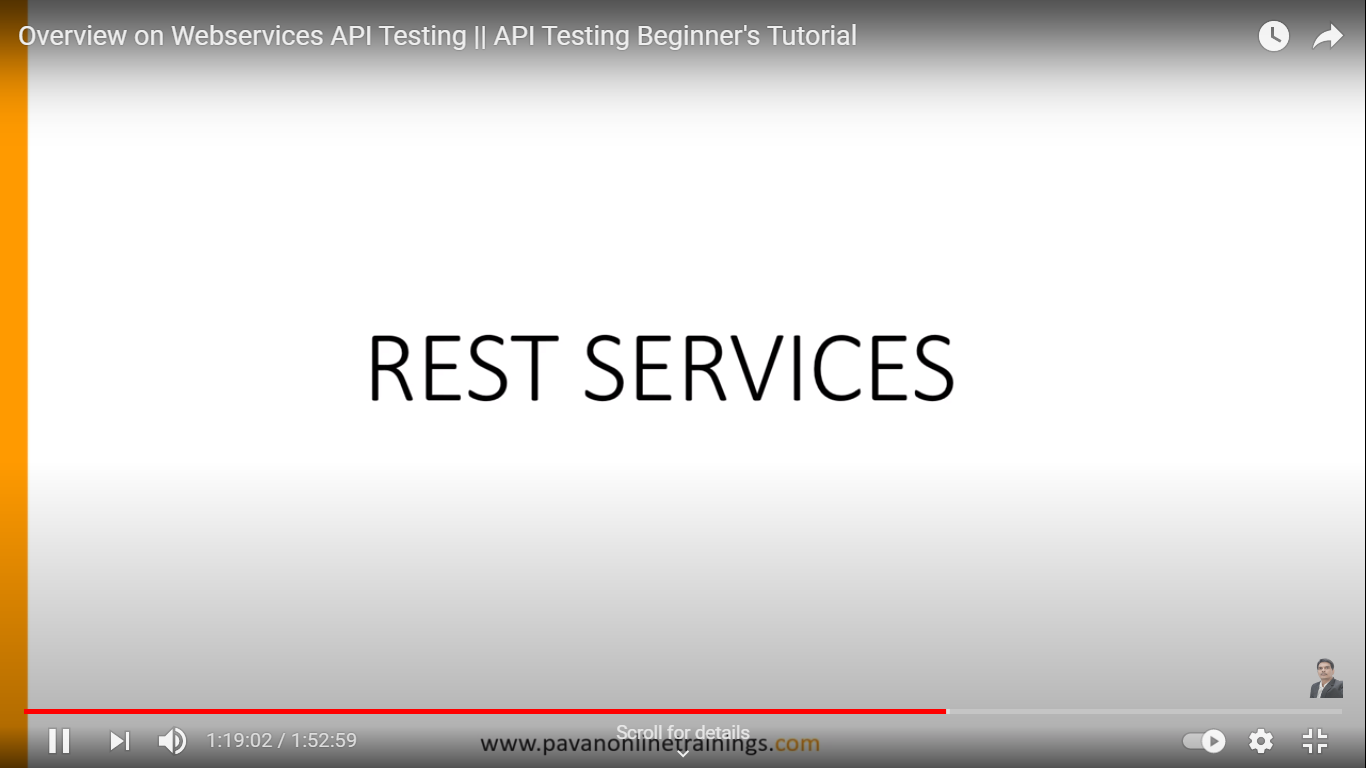 Overview on Webservices API Testing || API Testing Beginner's Tutorial
REST SERVICES
Scroll for details
www.pavanonlinetrainings.com
1:19:02 / 1:52:59